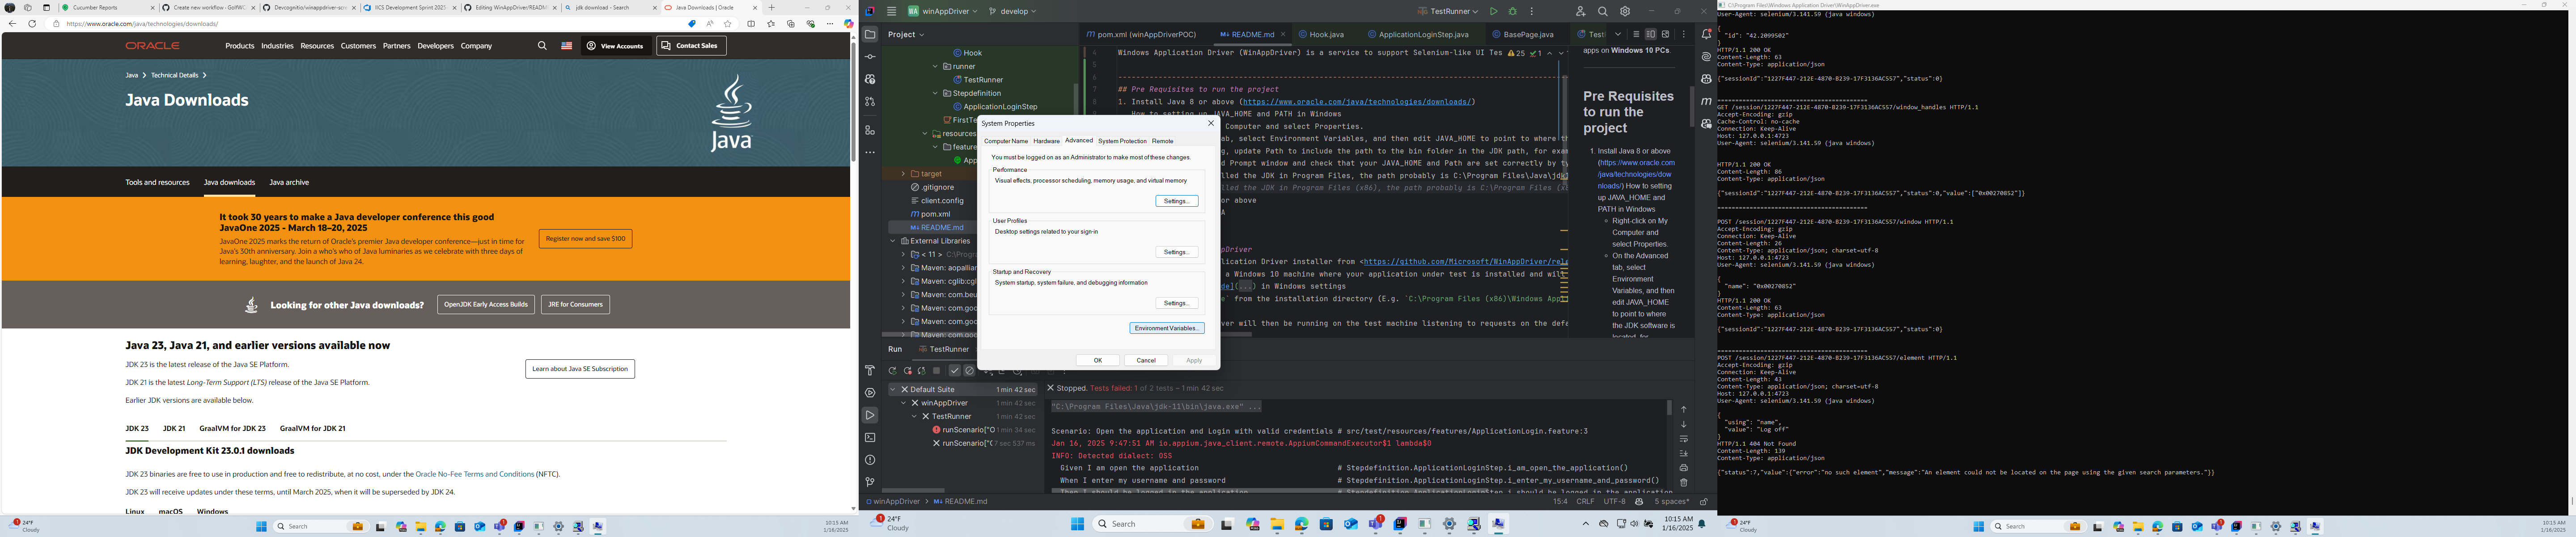 Cucumber Reports
Create new workflow · GolfWC
Devcognitio/winappdriver-scre
IICS Development Sprint 2025
Editing WinAppDriver/README
jdk download - Search
Java Downloads | Oracle
https://www.oracle.com/java/technologies/downloads/
ORACLE
Products Industries Resources Customers Partners Developers Company
View Accounts
Contact Sales
Java > Technical Details >
Java Downloads
Java
Tools and resources
Java downloads
Java archive
It took 30 years to make a Java developer conference this good
JavaOne 2025 - March 18–20, 2025
JavaOne 2025 marks the return of Oracle's premier Java developer conference—just in time for
Java's 30th anniversary. Join a who's who of Java luminaries as we celebrate with three days of
learning, laughter, and the launch of Java 24.
Register now and save $100
Looking for other Java downloads?
OpenJDK Early Access Builds
JRE for Consumers
Java 23, Java 21, and earlier versions available now
JDK 23 is the latest release of the Java SE Platform.
JDK 21 is the latest Long-Term Support (LTS) release of the Java SE Platform.
Earlier JDK versions are available below.
Learn about Java SE Subscription
JDK 23 JDK 21 GraalVM for JDK 23 GraalVM for JDK 21
JDK Development Kit 23.0.1 downloads
JDK 23 binaries are free to use in production and free to redistribute, at no cost, under the Oracle No-Fee Terms and Conditions (NFTC).
JDK 23 will receive updates under these terms, until March 2025, when it will be superseded by JDK 24.
Linux macOS Windows
24°F
Cloudy
Search
10:15 AM
1/16/2025
WA winAppDriver
develop
TestRunner
Project
pom.xml (winAppDriverPOC)
README.md
Hook.java
ApplicationLoginStep.java
BasePage.java
Hook
runner
TestRunner
Stepdefinition
ApplicationLoginStep
FirstTe
resources
feature
App
target
.gitignore
client.config
pom.xml
README.md
External Libraries
< 11 > C:\Progra
Maven: aopallian
Maven: cglib:cgl
Maven: com.beu
Maven: com.goo
Maven: com.goo
Maven: com.goo
4 Windows Application Driver (WinAppDriver) is a service to support Selenium-like UI Tes
25
1
5
6
7 ## Pre Requisites to run the project
8 1. Install Java 8 or above (https://www.oracle.com/java/technologies/downloads/)
How to setting up JAVA_HOME and PATH in Windows
Computer and select Properties.
ab, select Environment Variables, and then edit JAVA_HOME to point to where th
g, update Path to include the path to the bin folder in the JDK path, for exam
d Prompt window and check that your JAVA_HOME and Path are set correctly by ty
lled the JDK in Program Files, the path probably is C:\Program Files\Java\jdk
lled the JDK in Program Files (x86), the path probably is C:\Program Files (x8
or above
A
pDriver
lication Driver installer from <https://github.com/Microsoft/WinAppDriver/rele
a Windows 10 machine where your application under test is installed and will
de](...) in Windows settings
e` from the installation directory (E.g. `C:\Program Files (x86)\Windows Appl
ver will then be running on the test machine listening to requests on the defa
apps on Windows 10 PCs.
Pre Requisites
to run the
project
1. Install Java 8 or above
(https://www.oracle.com
/java/technologies/dow
nloads/) How to setting
up JAVA_HOME and
PATH in Windows
Right-click on My
Computer and
select Properties.
On the Advanced
tab, select
Environment
Variables, and then
edit JAVA_HOME
to point to where
the JDK software is
System Properties
Computer Name Hardware Advanced System Protection Remote
You must be logged on as an Administrator to make most of these changes.
Performance
Visual effects, processor scheduling, memory usage, and virtual memory
Settings...
User Profiles
Desktop settings related to your sign-in
Settings...
Startup and Recovery
System startup, system failure, and debugging information
Settings...
Environment Variables...
OK
Cancel
Apply
Run
TestRunner
Default Suite 1 min 42 sec
winAppDriver 1 min 42 sec
TestRunner 1 min 42 sec
runScenario["O 1 min 34 sec
runScenario["( 7 sec 537 ms
Stopped. Tests failed: 1 of 2 tests – 1 min 42 sec
"C:\Program Files\Java\jdk-11\bin\java.exe" ...
Scenario: Open the application and Login with valid credentials # src/test/resources/features/ApplicationLogin.feature:3
Jan 16, 2025 9:47:51 AM io.appium.java_client.remote.AppiumCommandExecutor$1 lambda$0
INFO: Detected dialect: OSS
Given I am open the application # Stepdefinition.ApplicationLoginStep.i_am_open_the_application()
When I enter my username and password # Stepdefinition.ApplicationLoginStep.i_enter_my_username_and_password()
winAppDriver > README.md
15:4 CRLF UTF-8 5 spaces*
24°F
Cloudy
Search
10:15 AM
1/16/2025
C:\Program Files\Windows Application Driver\WinAppDriver.exe
User-Agent: selenium/3.141.59 (java windows)
{
"id": "42.2099502"
}
HTTP/1.1 200 OK
Content-Length: 63
Content-Type: application/json
{"sessionId":"1227F447-212E-4870-B239-17F3136AC557","status":0}
==========================================
GET /session/1227F447-212E-4870-B239-17F3136AC557/window_handles HTTP/1.1
Accept-Encoding: gzip
Cache-Control: no-cache
Connection: Keep-Alive
Host: 127.0.0.1:4723
User-Agent: selenium/3.141.59 (java windows)
HTTP/1.1 200 OK
Content-Length: 86
Content-Type: application/json
{"sessionId":"1227F447-212E-4870-B239-17F3136AC557","status":0,"value":["0x00270852"]}
==========================================
POST /session/1227F447-212E-4870-B239-17F3136AC557/window HTTP/1.1
Accept-Encoding: gzip
Connection: Keep-Alive
Content-Length: 26
Content-Type: application/json; charset=utf-8
Host: 127.0.0.1:4723
User-Agent: selenium/3.141.59 (java windows)
{
"name": "0x00270852"
}
HTTP/1.1 200 OK
Content-Length: 63
Content-Type: application/json
{"sessionId":"1227F447-212E-4870-B239-17F3136AC557","status":0}
==========================================
POST /session/1227F447-212E-4870-B239-17F3136AC557/element HTTP/1.1
Accept-Encoding: gzip
Connection: Keep-Alive
Content-Length: 43
Content-Type: application/json; charset=utf-8
Host: 127.0.0.1:4723
User-Agent: selenium/3.141.59 (java windows)
{
"using": "name",
"value": "Log off"
}
HTTP/1.1 404 Not Found
Content-Length: 139
Content-Type: application/json
{"status":7,"value":{"error":"no such element","message":"An element could not be located on the page using the given search parameters."}}
24°F
Cloudy
Search
10:15 AM
1/16/2025